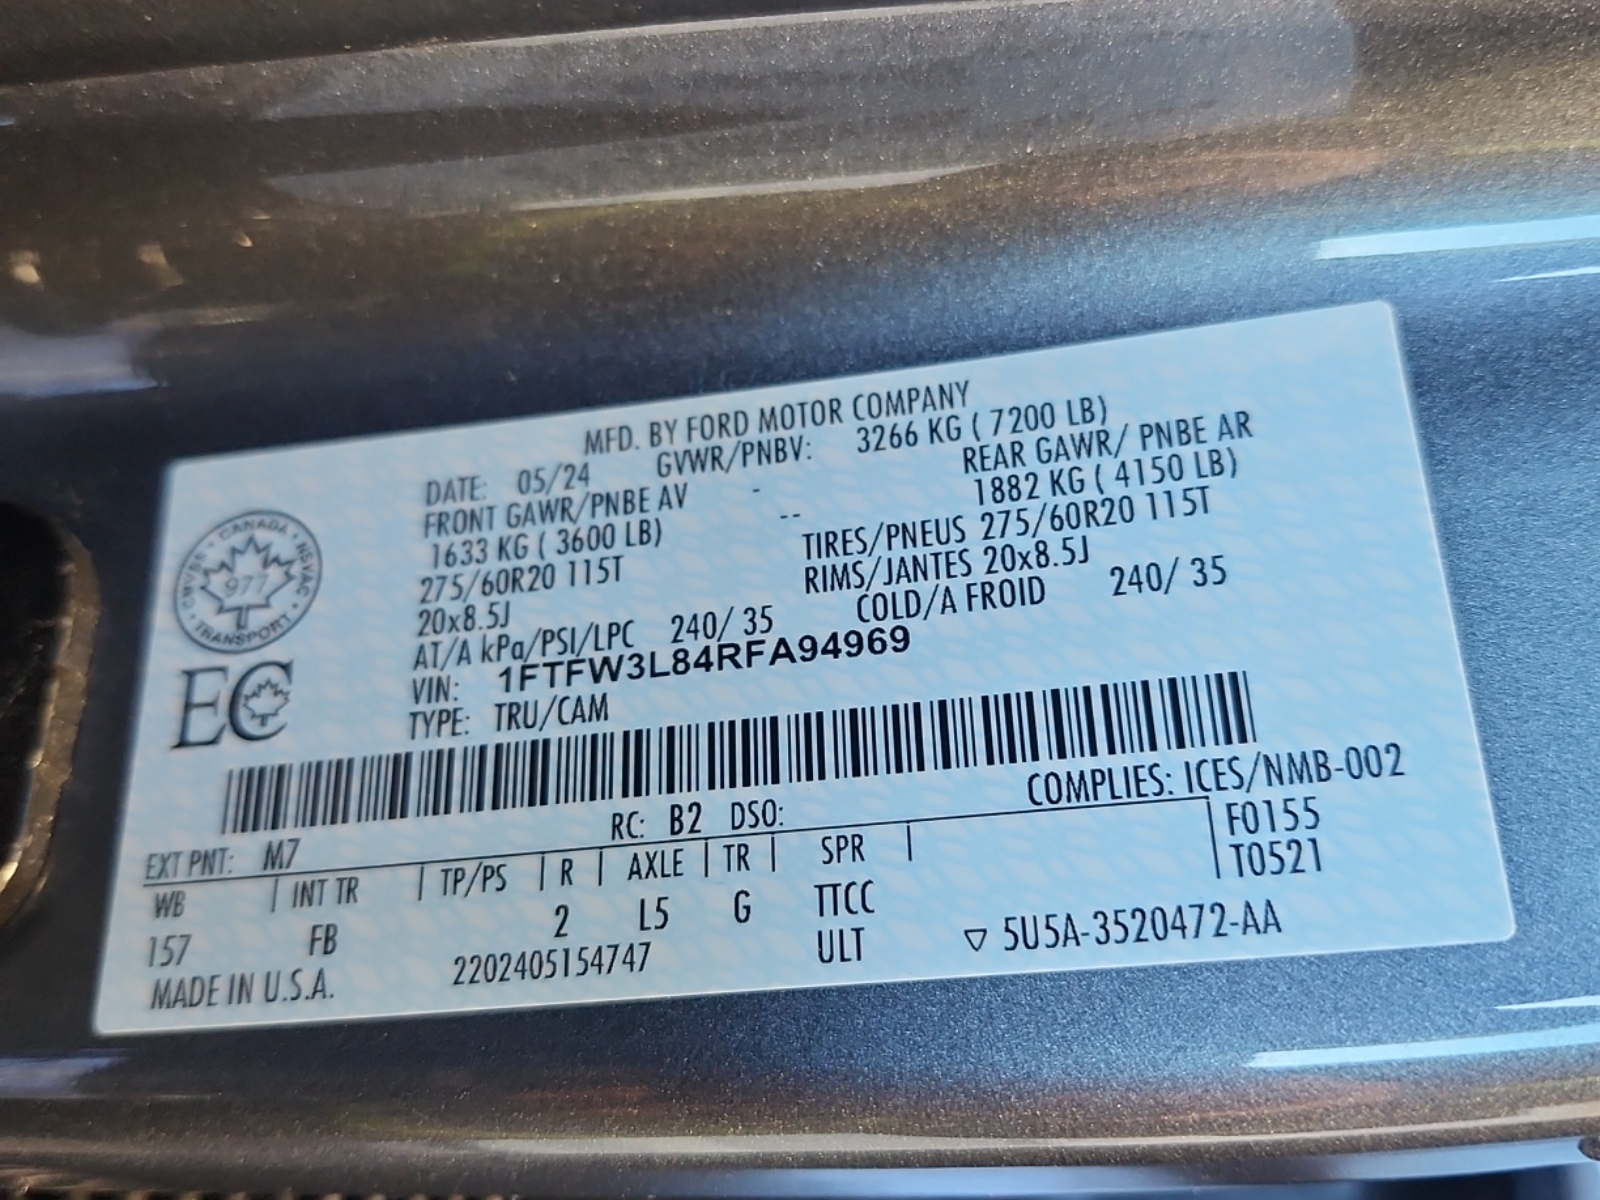 MFD. BY FORD MOTOR COMPANY
DATE: 05/24 GVWR/PNBV: 3266 KG ( 7200 LB)
FRONT GAWR/PNBE AV - REAR GAWR/ PNBE AR
1633 KG ( 3600 LB) -- 1882 KG ( 4150 LB)
275/60R20 115T TIRES/PNEUS 275/60R20 115T
20x8.5J RIMS/JANTES 20x8.5J
AT/A kPa/PSI/LPC 240/ 35 COLD/A FROID 240/ 35
VIN: 1FTFW3L84RFA94969
TYPE: TRU/CAM
CANADA • NSVAC • TRANSPORT • CMVSS •
977
EC
COMPLIES: ICES/NMB-002
RC: B2 DSO:
EXT PNT: M7 F0155
WB INT TR TP/PS R AXLE TR SPR T0521
157 FB 2 L5 G TTCC
MADE IN U.S.A. 2202405154747 ULT ▽ 5U5A-3520472-AA